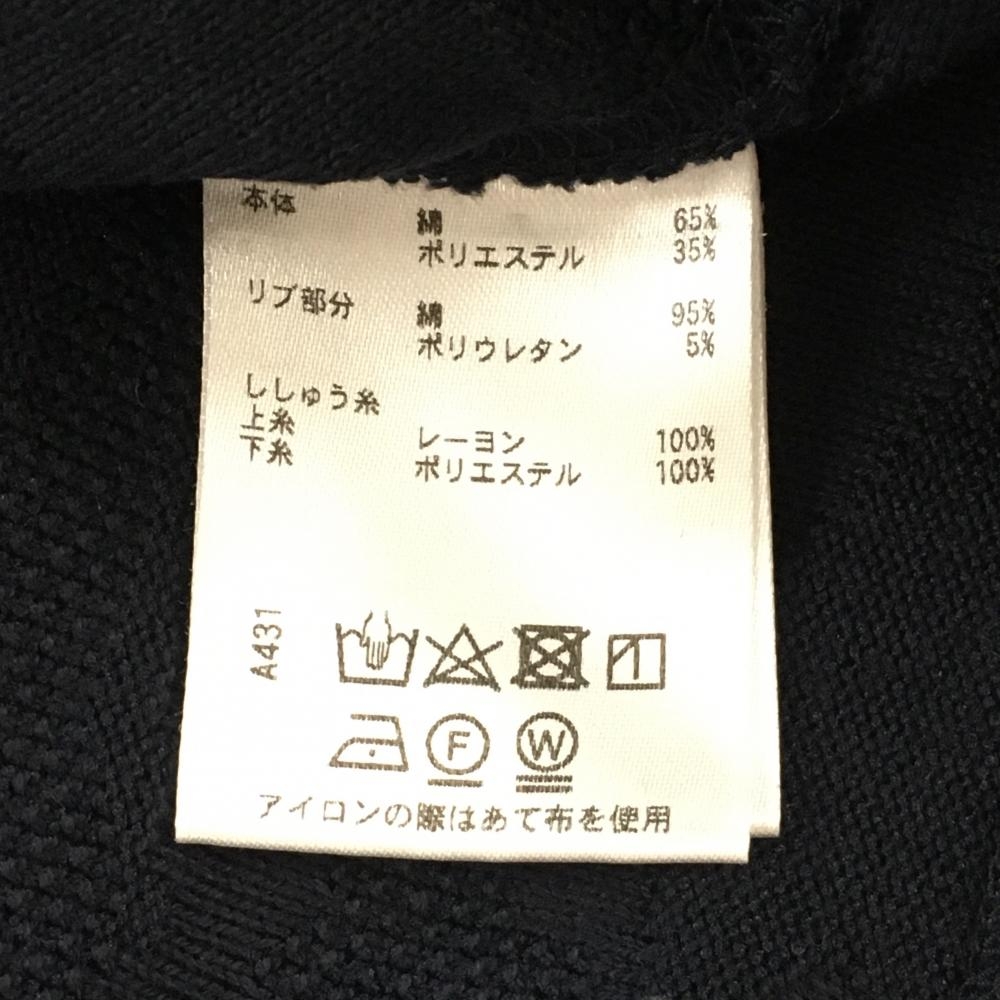 本体
綿 65%
ポリエステル 35%
リブ部分
綿 95%
ポリウレタン 5%
ししゅう糸
上糸 レーヨン 100%
下糸 ポリエステル 100%
A431
F W
アイロンの際はあて布を使用